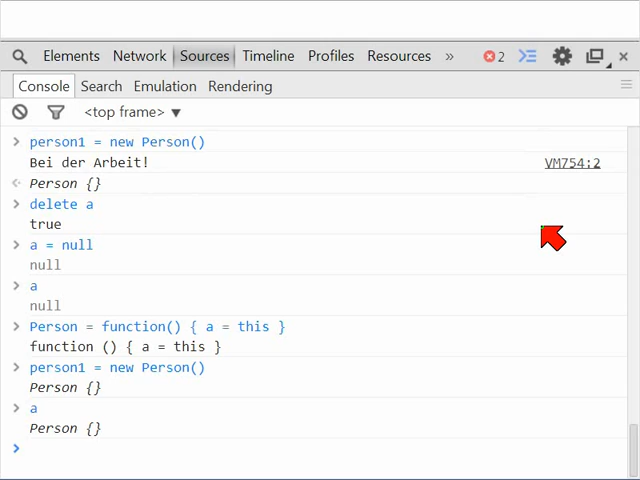 Elements Network Sources Timeline Profiles Resources » 2
Console Search Emulation Rendering
<top frame> ▼
> person1 = new Person()
Bei der Arbeit! VM754:2
Person {}
> delete a
true
> a = null
null
> a
null
> Person = function() { a = this }
function () { a = this }
> person1 = new Person()
Person {}
> a
Person {}
>